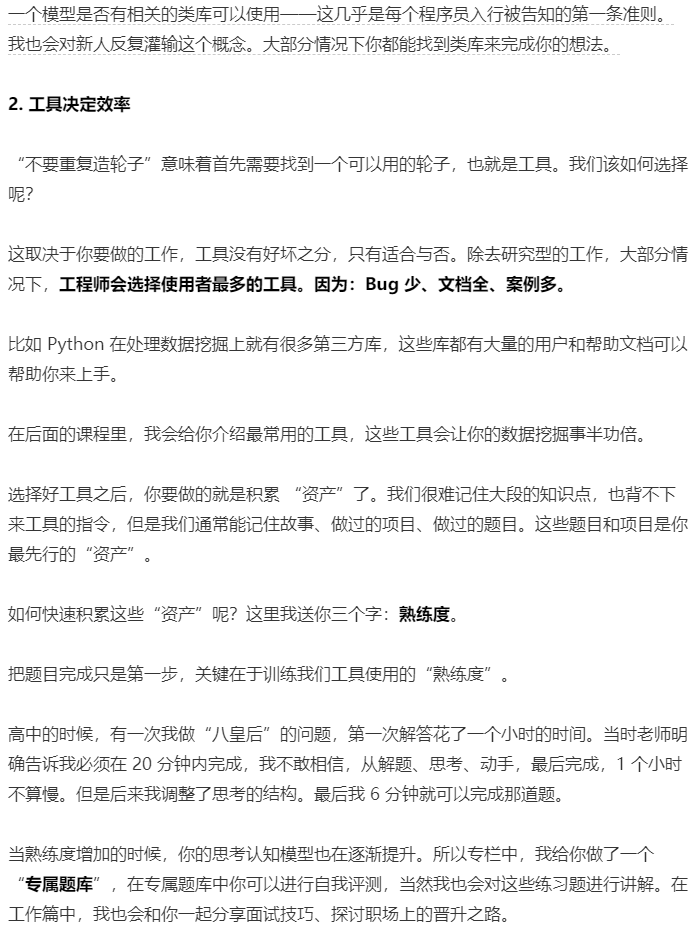 一个模型是否有相关的类库可以使用——这几乎是每个程序员入行被告知的第一条准则。
我也会对新人反复灌输这个概念。大部分情况下你都能找到类库来完成你的想法。
2. 工具决定效率
“不要重复造轮子”意味着首先需要找到一个可以用的轮子，也就是工具。我们该如何选择
呢？
这取决于你要做的工作，工具没有好坏之分，只有适合与否。除去研究型的工作，大部分情
况下，工程师会选择使用者最多的工具。因为：Bug 少、文档全、案例多。
比如 Python 在处理数据挖掘上就有很多第三方库，这些库都有大量的用户和帮助文档可以
帮助你来上手。
在后面的课程里，我会给你介绍最常用的工具，这些工具会让你的数据挖掘事半功倍。
选择好工具之后，你要做的就是积累 “资产”了。我们很难记住大段的知识点，也背不下
来工具的指令，但是我们通常能记住故事、做过的项目、做过的题目。这些题目和项目是你
最先行的“资产”。
如何快速积累这些“资产”呢？这里我送你三个字：熟练度。
把题目完成只是第一步，关键在于训练我们工具使用的“熟练度”。
高中的时候，有一次我做“八皇后”的问题，第一次解答花了一个小时的时间。当时老师明
确告诉我必须在 20 分钟内完成，我不敢相信，从解题、思考、动手，最后完成，1 个小时
不算慢。但是后来我调整了思考的结构。最后我 6 分钟就可以完成那道题。
当熟练度增加的时候，你的思考认知模型也在逐渐提升。所以专栏中，我给你做了一个
“专属题库”，在专属题库中你可以进行自我评测，当然我也会对这些练习题进行讲解。在
工作篇中，我也会和你一起分享面试技巧、探讨职场上的晋升之路。